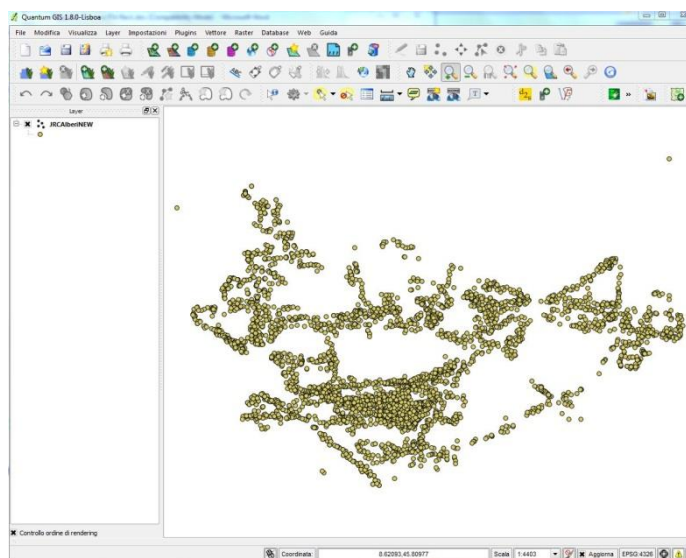 Quantum GIS 1.8.0-Lisboa
File Modifica Visualizza Layer Impostazioni Plugins Vettore Raster Database Web Guida
Layer
JRCAlberiNEW
Controllo ordine di rendering
Coordinata: 8.62093,45.80977 Scala 1:4403 Aggiorna EPSG:4326